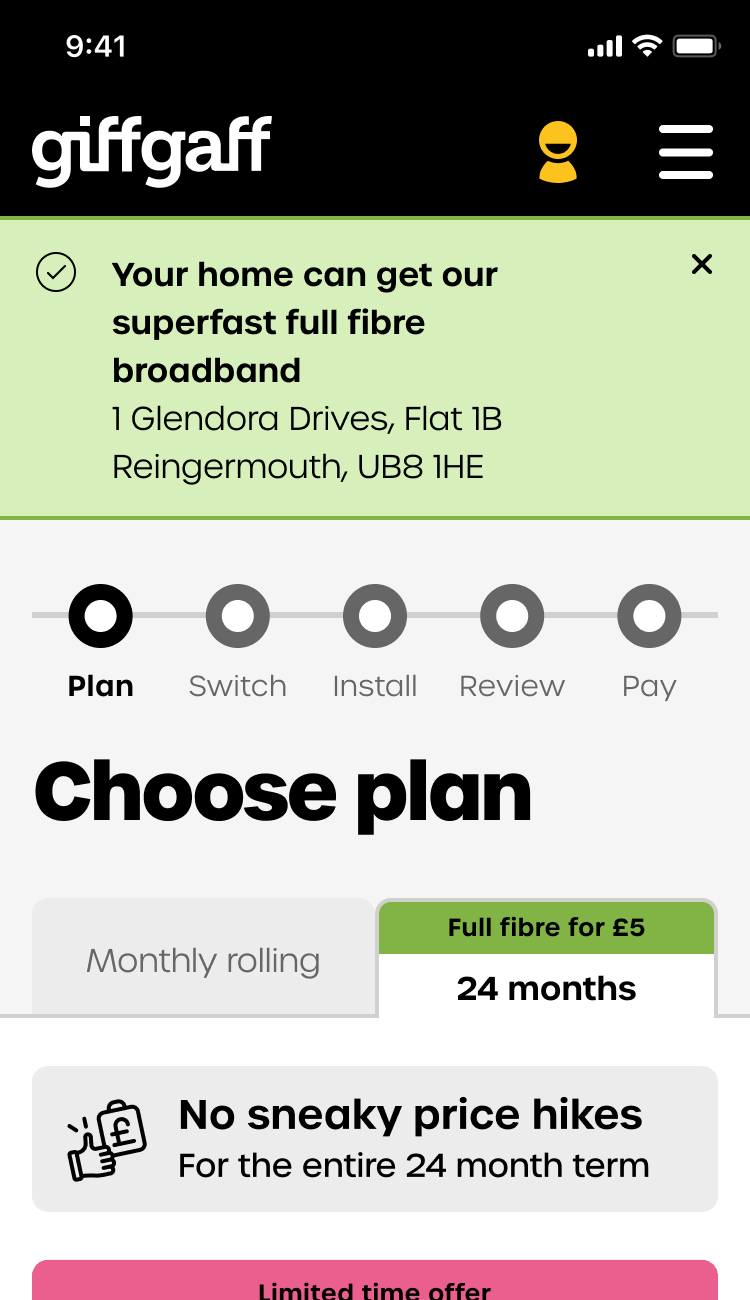 9:41
giffgaff
Your home can get our
superfast full fibre
broadband
1 Glendora Drives, Flat 1B
Reingermouth, UB8 1HE
Plan
Switch
Install
Review
Pay
Choose plan
Monthly rolling
Full fibre for £5
24 months
No sneaky price hikes
For the entire 24 month term
Limited time offer